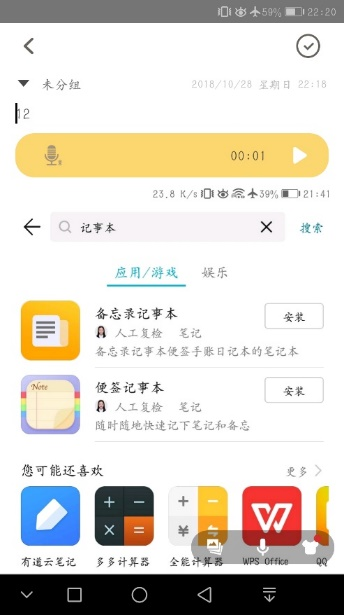 59% 22:20
未分组 2018/10/28 星期日 22:18
12
00:01
23.8 K/s 39% 21:41
记事本 搜索
应用/游戏 娱乐
备忘录记事本 安装
人工复检 笔记
备忘录记事本便签手账日记本的笔记本
Note 便签记事本 安装
人工复检 笔记
随时随地快速记下笔记和备忘
您可能还喜欢 更多
有道云笔记 多多计算器 全能计算器 WPS Office QQ